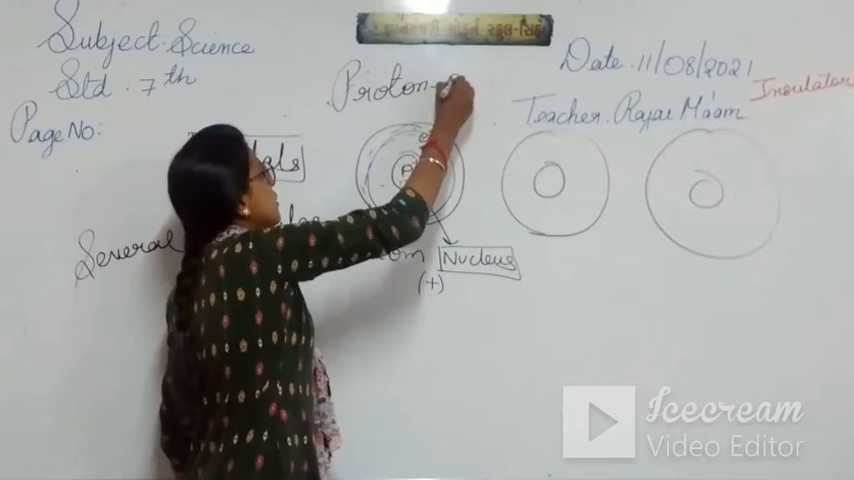 Subject: Science
Std : 7th
Page No:
Proton-
Date : 11/08/2021
Teacher. Rajai Ma'am
Insulator
e
P
Several
Nucleus
(+)
Icecream
Video Editor